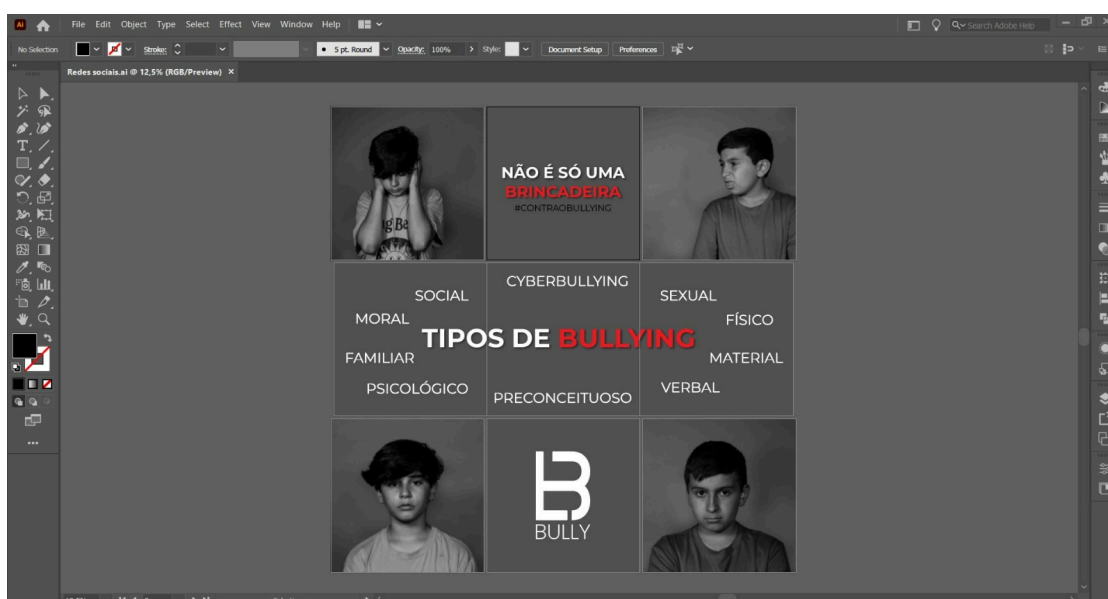 Ai File Edit Object Type Select Effect View Window Help
Search Adobe Help
No Selection Stroke: 5 pt. Round Opacity: 100% Style: Document Setup Preferences
Redes sociais.ai @ 12,5% (RGB/Preview) ×
NÃO É SÓ UMA
BRINCADEIRA
#CONTRAOBULLYING
CYBERBULLYING
SOCIAL SEXUAL
MORAL FÍSICO
TIPOS DE BULLYING
FAMILIAR MATERIAL
PSICOLÓGICO VERBAL
PRECONCEITUOSO
BULLY